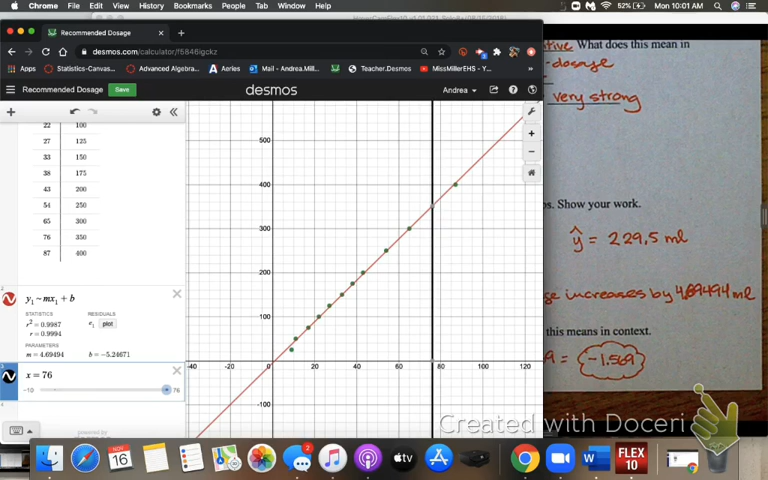 Chrome File Edit View History Bookmarks People Tab Window Help
52% Mon 10:01 AM
Recommended Dosage
desmos.com/calculator/f5846igckz
Apps Statistics-Canvas... Advanced Algebra... Aeries Mail - Andrea.Mill... Teacher.Desmos MissMillerEHS - Y...
Recommended Dosage Save desmos Andrea
22 100
27 125
33 150
38 175
43 200
54 250
65 300
76 350
87 400
2
y₁ ~ mx₁ + b
STATISTICS RESIDUALS
r² = 0.9987 e₁ plot
r = 0.9994
PARAMETERS
m = 4.69494 b = −5.24671
3
x = 76
-10 76
4
powered by
500
400
300
200
100
-100
-40 -20 0 20 40 60 80 100 120
What does this mean in
dosage
very strong
s. Show your work.
ŷ = 229.5 ml
increases by
ml
this means in context.
= -1.569
Created with Doceri
NOV
16
2
tv
W
FLEX
10